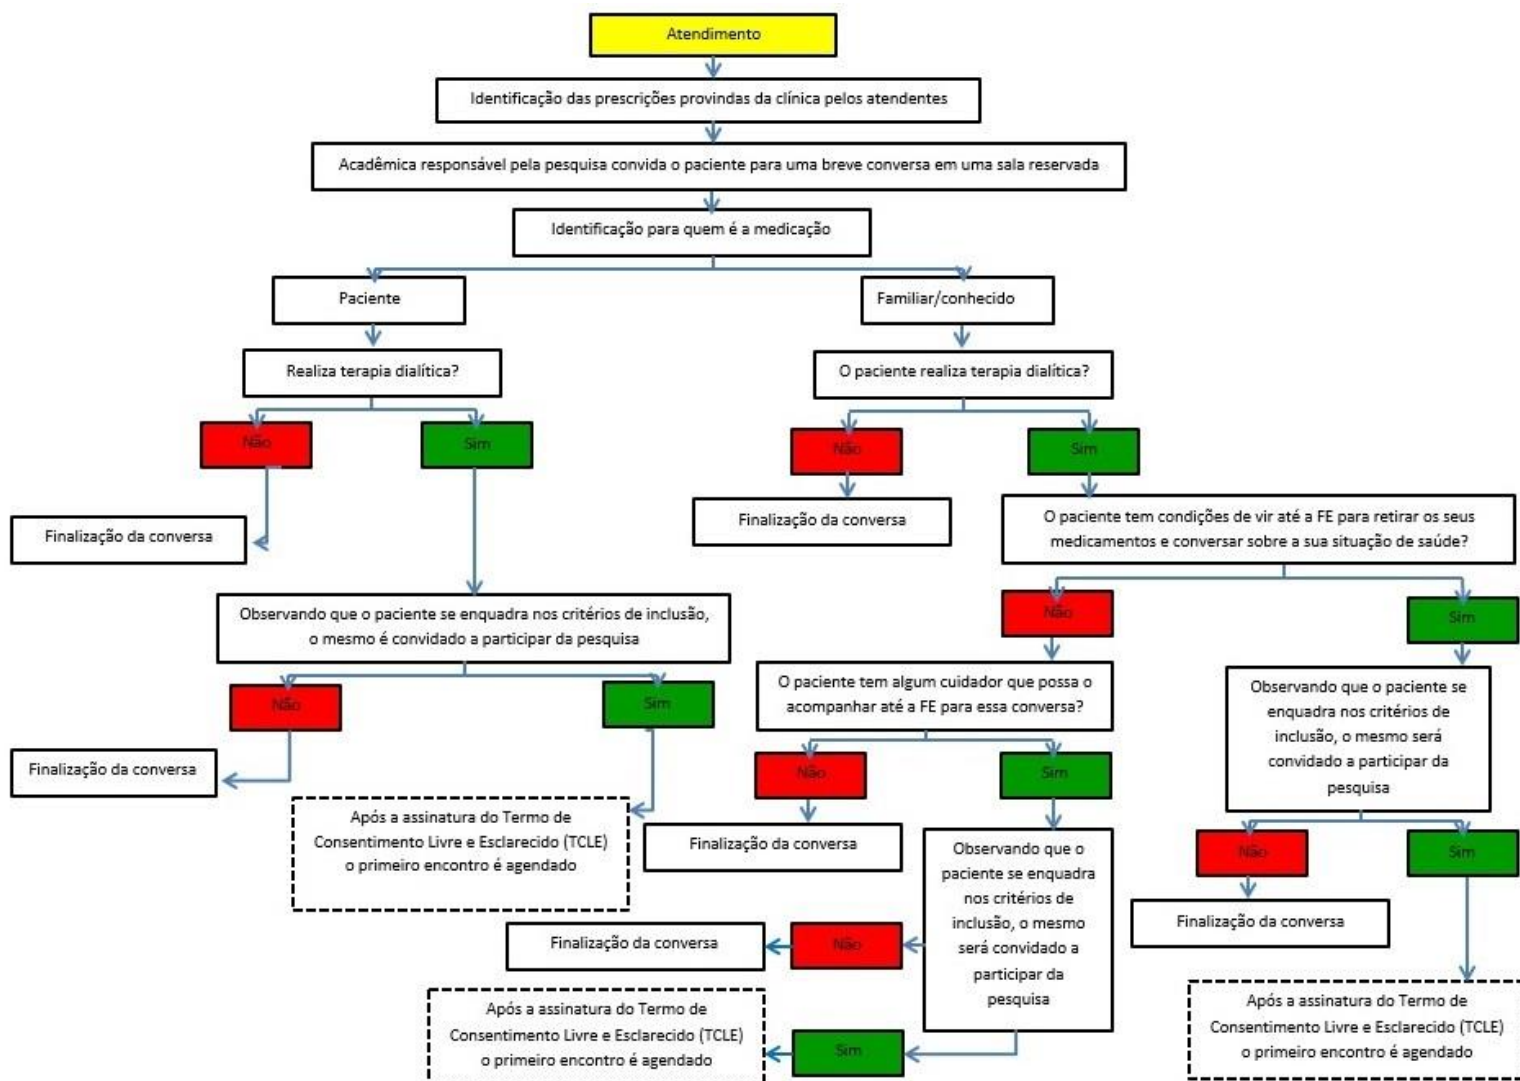 Atendimento
Identificação das prescrições provindas da clínica pelos atendentes
Acadêmica responsável pela pesquisa convida o paciente para uma breve conversa em uma sala reservada
Identificação para quem é a medicação
Paciente
Familiar/conhecido
Realiza terapia dialítica?
O paciente realiza terapia dialítica?
Não
Sim
Não
Sim
Finalização da conversa
Finalização da conversa
O paciente tem condições de vir até a FE para retirar os seus
medicamentos e conversar sobre a sua situação de saúde?
Observando que o paciente se enquadra nos critérios de inclusão,
o mesmo é convidado a participar da pesquisa
Não
Sim
Não
Sim
O paciente tem algum cuidador que possa o
acompanhar até a FE para essa conversa?
Observando que o paciente se
enquadra nos critérios de
inclusão, o mesmo será
convidado a participar da
pesquisa
Finalização da conversa
Não
Sim
Após a assinatura do Termo de
Consentimento Livre e Esclarecido (TCLE)
o primeiro encontro é agendado
Finalização da conversa
Observando que o
paciente se enquadra
nos critérios de
inclusão, o mesmo
será convidado a
participar da
pesquisa
Não
Sim
Finalização da conversa
Finalização da conversa
Não
Após a assinatura do Termo de
Consentimento Livre e Esclarecido (TCLE)
o primeiro encontro é agendado
Sim
Após a assinatura do Termo de
Consentimento Livre e Esclarecido (TCLE)
o primeiro encontro é agendado